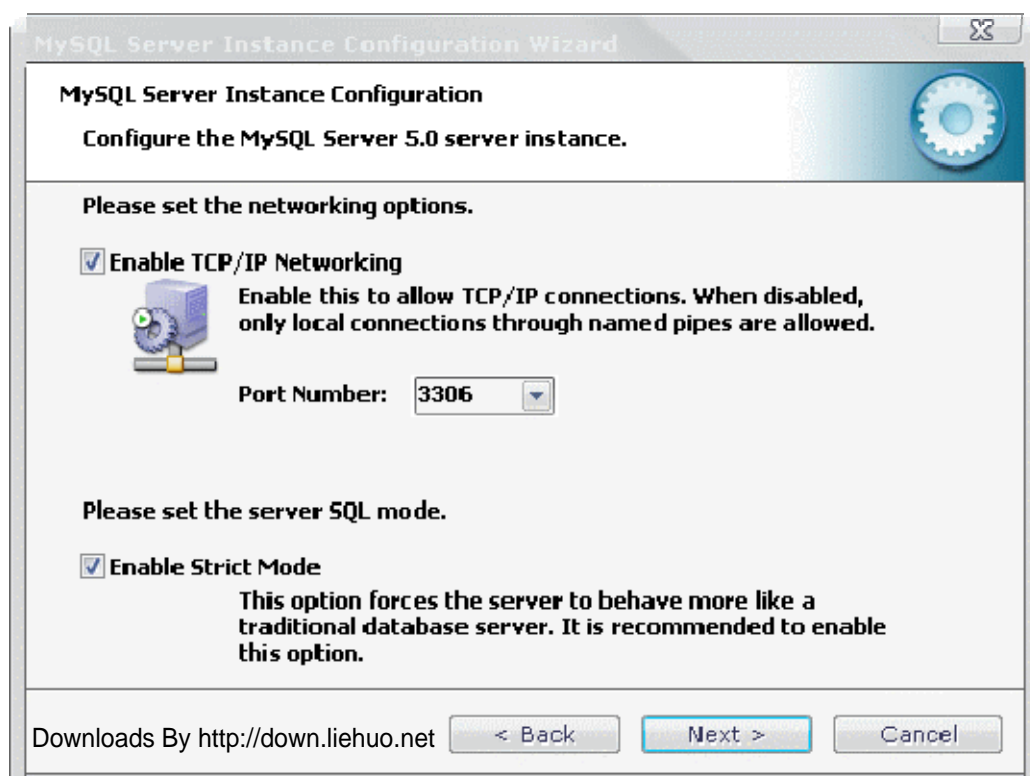 MySQL Server Instance Configuration Wizard
MySQL Server Instance Configuration
Configure the MySQL Server 5.0 server instance.
Please set the networking options.
Enable TCP/IP Networking
Enable this to allow TCP/IP connections. When disabled,
only local connections through named pipes are allowed.
Port Number: 3306
Please set the server SQL mode.
Enable Strict Mode
This option forces the server to behave more like a
traditional database server. It is recommended to enable
this option.
Downloads By http://down.liehuo.net < Back Next > Cancel